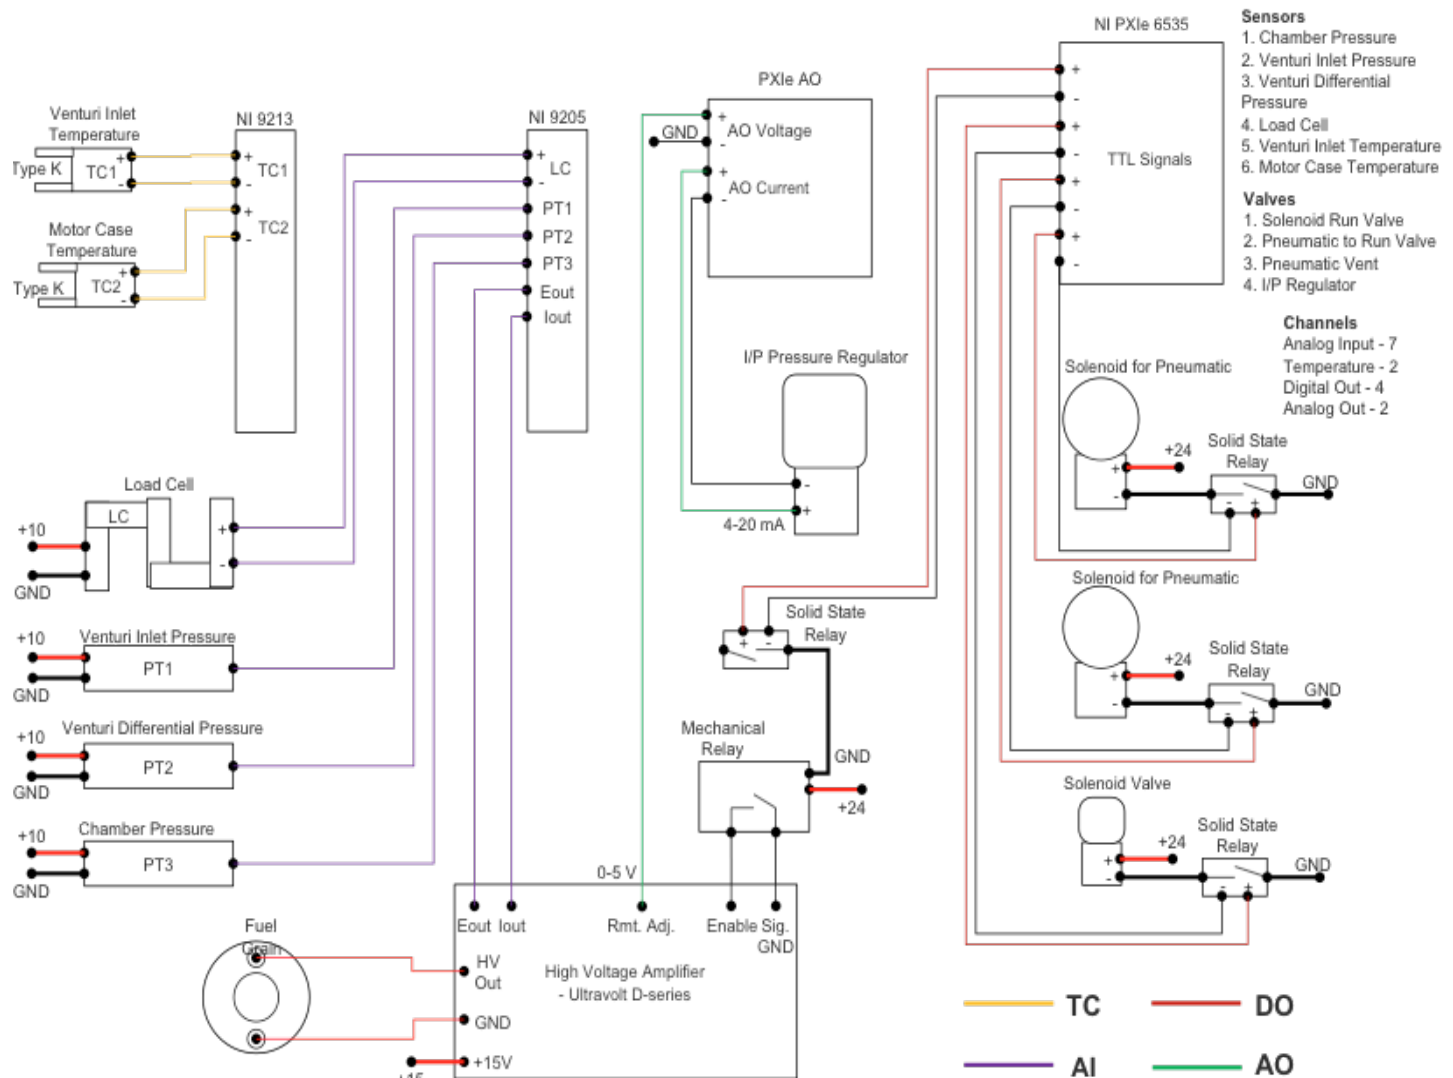 NI PXIe 6535
Sensors
1. Chamber Pressure
2. Venturi Inlet Pressure
3. Venturi Differential
Pressure
4. Load Cell
5. Venturi Inlet Temperature
6. Motor Case Temperature
Valves
1. Solenoid Run Valve
2. Pneumatic to Run Valve
3. Pneumatic Vent
4. I/P Regulator
Channels
Analog Input - 7
Temperature - 2
Digital Out - 4
Analog Out - 2
+
-
+
-
+
-
+
-
TTL Signals
PXIe AO
+
AO Voltage
-
+
AO Current
-
GND
Venturi Inlet
Temperature
Type K
TC1
+
-
Motor Case
Temperature
Type K
TC2
+
-
NI 9213
+
TC1
-
+
TC2
-
NI 9205
+
LC
-
PT1
PT2
PT3
Eout
Iout
I/P Pressure Regulator
-
+
4-20 mA
Load Cell
LC
+
-
+10
GND
Venturi Inlet Pressure
+10
PT1
GND
Venturi Differential Pressure
+10
PT2
GND
Chamber Pressure
+10
PT3
GND
Solid State
Relay
+ -
Mechanical
Relay
GND
+24
Solenoid for Pneumatic
+
-
+24
Solid State
Relay
- +
GND
Solenoid for Pneumatic
+
-
+24
Solid State
Relay
- +
GND
Solenoid Valve
+
-
+24
Solid State
Relay
- +
GND
0-5 V
Eout Iout
Rmt. Adj.
Enable Sig.
GND
HV
Out
GND
+15V
+15
High Voltage Amplifier
- Ultravolt D-series
Fuel
Grain
TC
DO
AI
AO